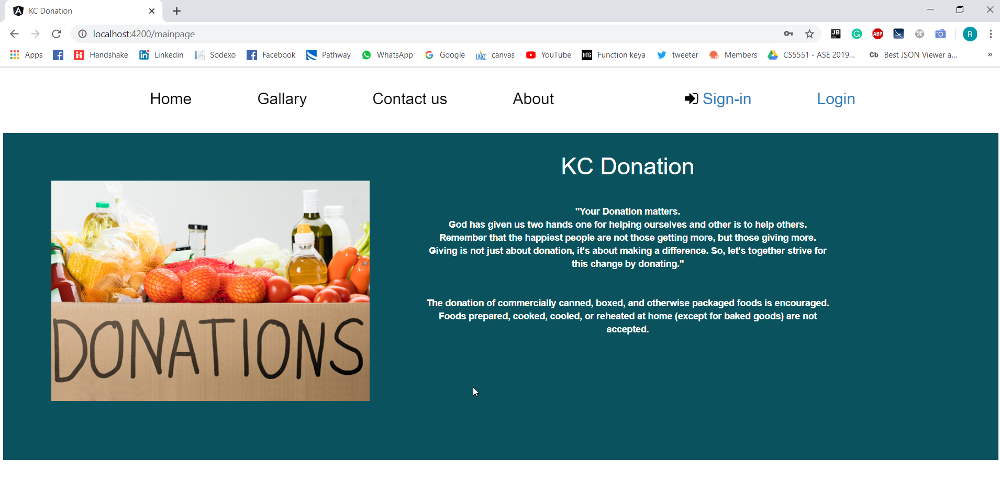 KC Donation
localhost:4200/mainpage
R
Apps
Handshake
Linkedin
Sodexo
Facebook
Pathway
WhatsApp
Google
canvas
YouTube
Function keya
tweeter
Members
CS5551 - ASE 2019...
Best JSON Viewer a...
»
Home
Gallary
Contact us
About
Sign-in
Login
KC Donation
"Your Donation matters.
God has given us two hands one for helping ourselves and other is to help others.
Remember that the happiest people are not those getting more, but those giving more.
Giving is not just about donation, it's about making a difference. So, let's together strive for
this change by donating."
The donation of commercially canned, boxed, and otherwise packaged foods is encouraged.
Foods prepared, cooked, cooled, or reheated at home (except for baked goods) are not
accepted.
DONATIONS